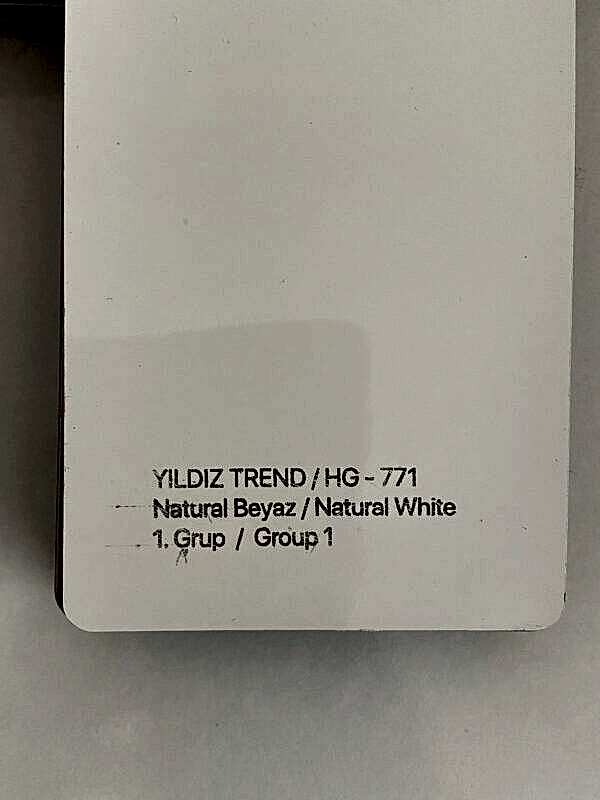 YILDIZ TREND / HG - 771
Natural Beyaz / Natural White
1. Grup / Group 1